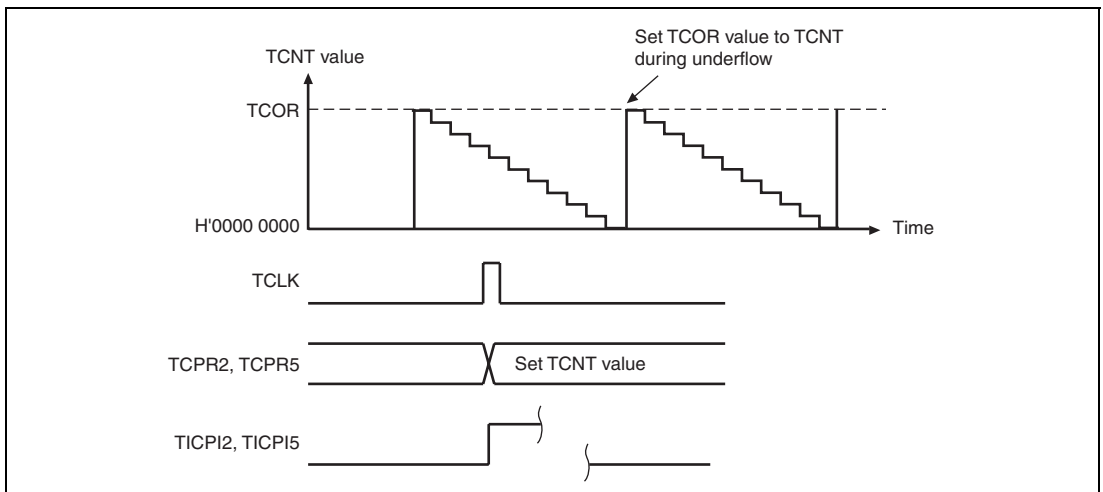 Set TCOR value to TCNT
during underflow
TCNT value
TCOR
H'0000 0000
Time
TCLK
TCPR2, TCPR5
Set TCNT value
TICPI2, TICPI5